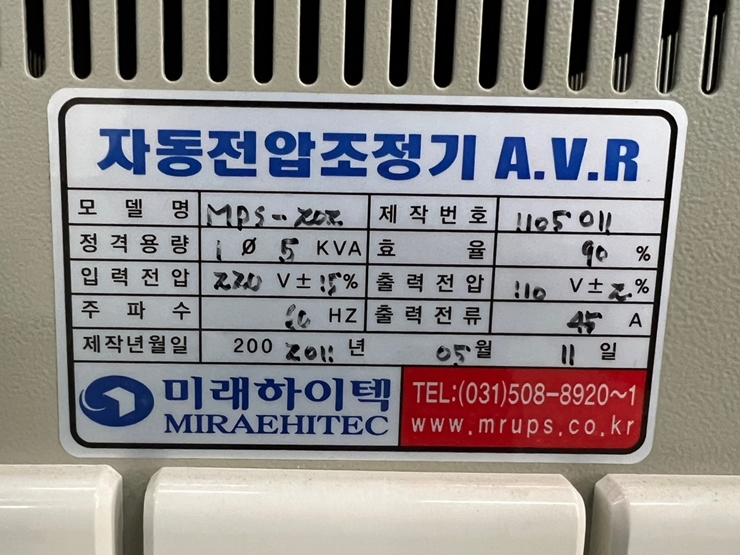 자동전압조정기 A.V.R
모델명 MPS-202 제작번호 1105011
정격용량 1 Ø 5 KVA 효율 90 %
입력전압 220 V± 15% 출력전압 110 V± 2 %
주파수 60 HZ 출력전류 45 A
제작년월일 200 2011 년 05 월 11 일
미래하이텍 TEL:(031)508-8920~1
MIRAEHITEC www.mrups.co.kr